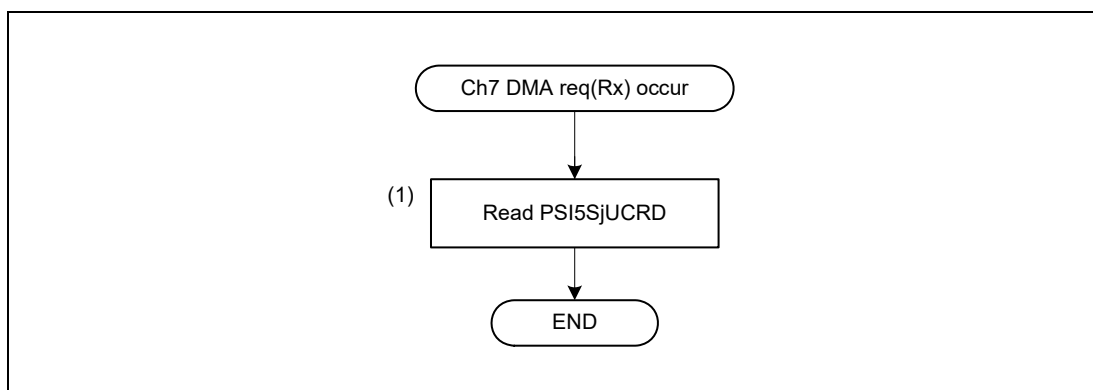 Ch7 DMA req(Rx) occur
(1)
Read PSI5SjUCRD
END